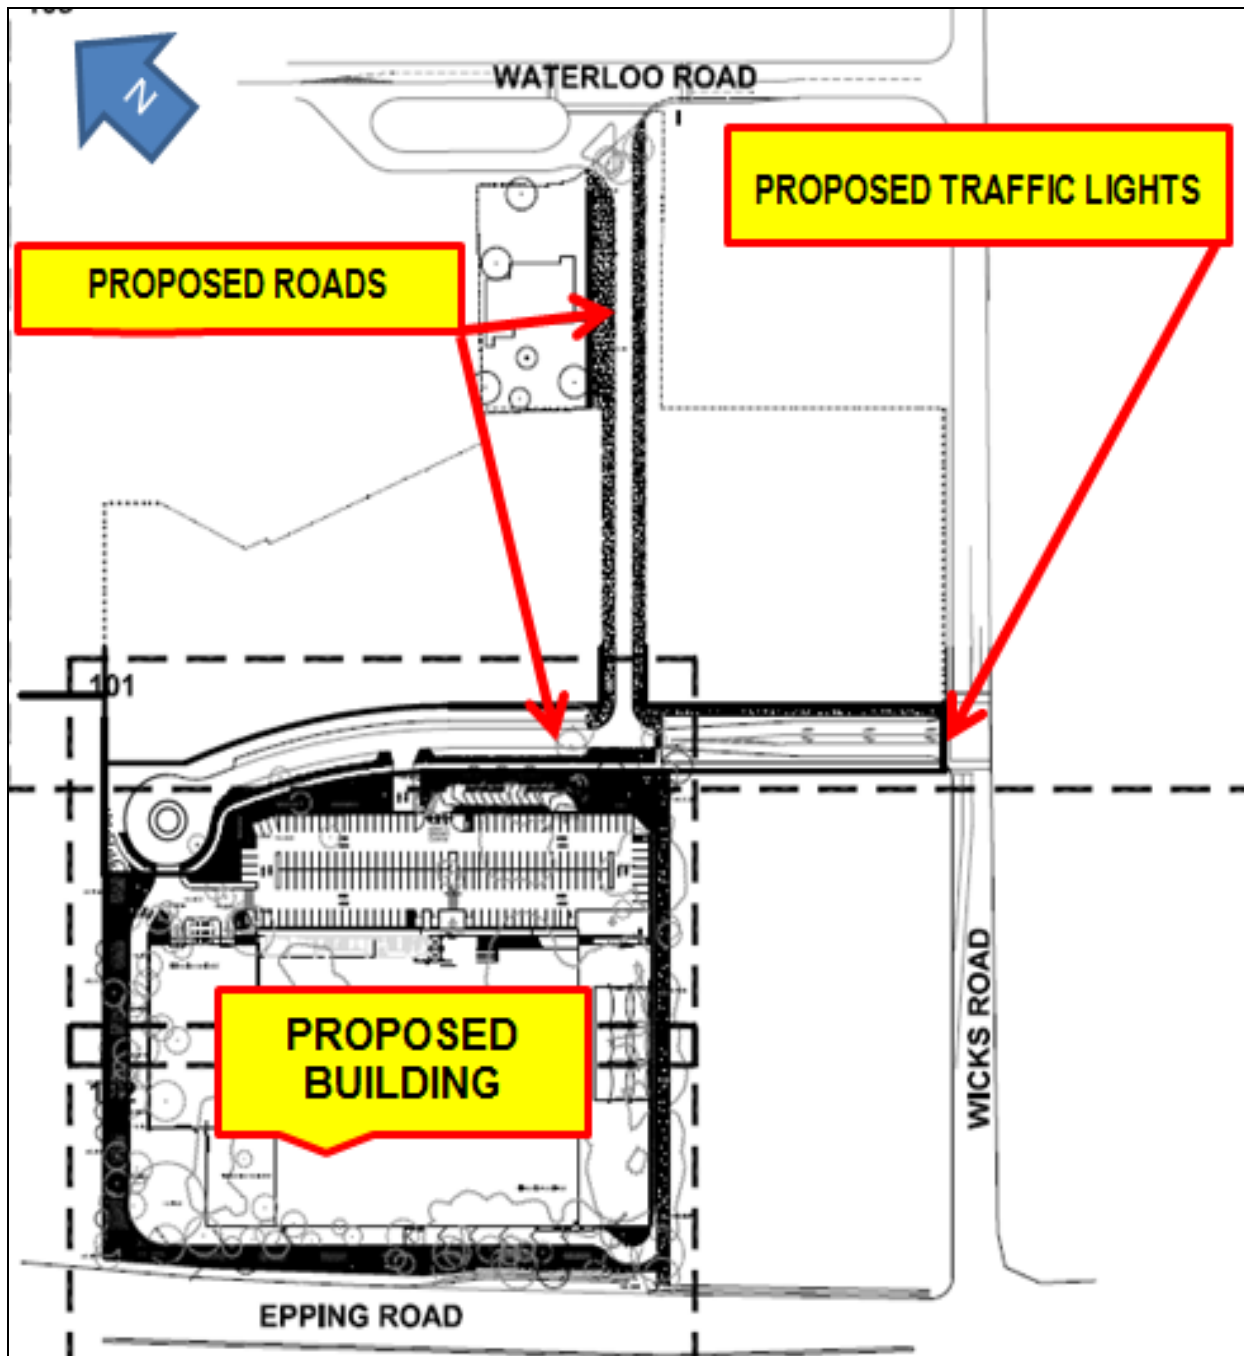 N
WATERLOO ROAD
PROPOSED TRAFFIC LIGHTS
PROPOSED ROADS
101
WICKS ROAD
PROPOSED
BUILDING
EPPING ROAD